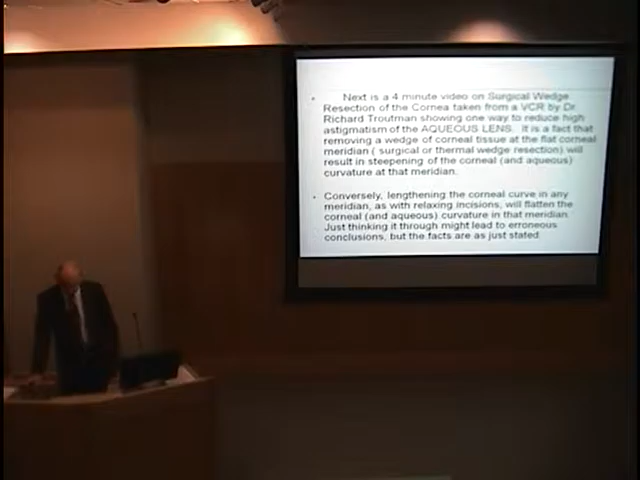 • Next is a 4 minute video on Surgical Wedge
Resection of the Cornea taken from a VCR by Dr.
Richard Troutman showing one way to reduce high
astigmatism of the AQUEOUS LENS. It is a fact that
removing a wedge of corneal tissue at the flat corneal
meridian ( surgical or thermal wedge resection) will
result in steepening of the corneal (and aqueous)
curvature at that meridian.
• Conversely, lengthening the corneal curve in any
meridian, as with relaxing incisions, will flatten the
corneal (and aqueous) curvature in that meridian.
Just thinking it through might lead to erroneous
conclusions, but the facts are as just stated